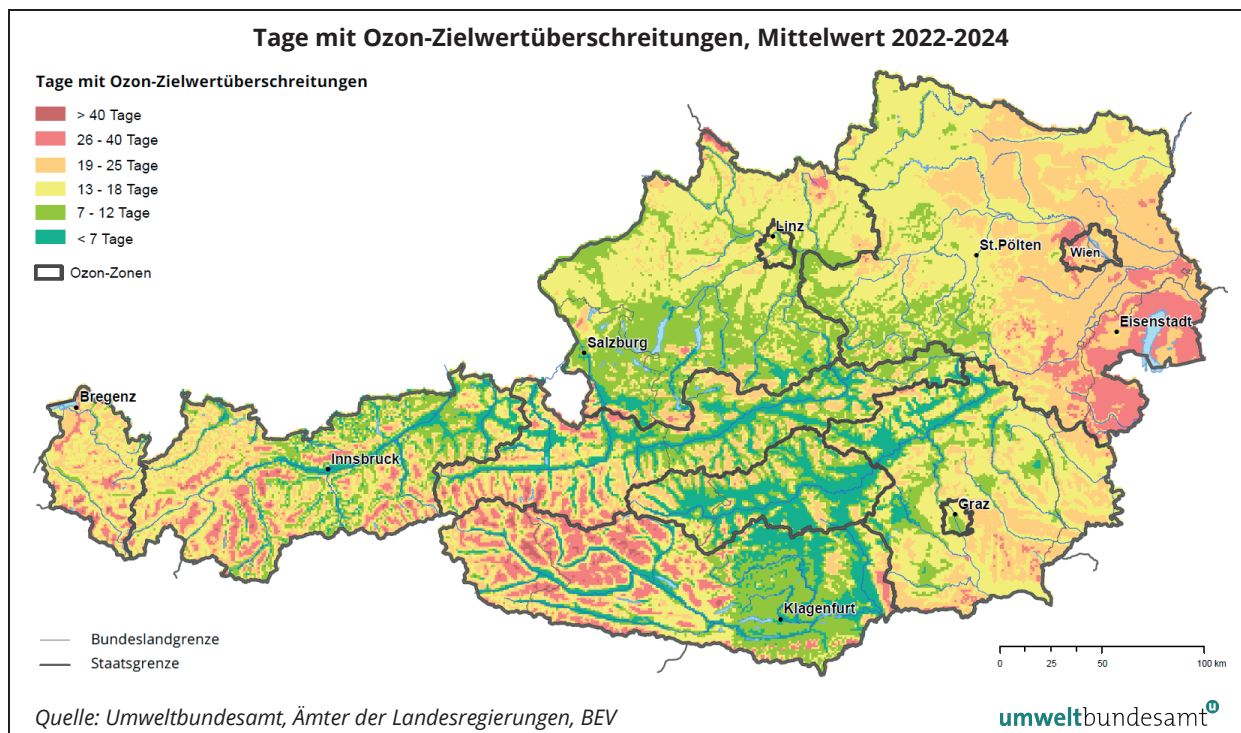 Tage mit Ozon-Zielwertüberschreitungen, Mittelwert 2022-2024
Tage mit Ozon-Zielwertüberschreitungen
> 40 Tage
26 - 40 Tage
19 - 25 Tage
13 - 18 Tage
7 - 12 Tage
< 7 Tage
Ozon-Zonen
Linz
St.Pölten
Wien
Eisenstadt
Salzburg
Bregenz
Innsbruck
Graz
Klagenfurt
Bundeslandgrenze
Staatsgrenze
0 25 50 100 km
Quelle: Umweltbundesamt, Ämter der Landesregierungen, BEV
umweltbundesamt u